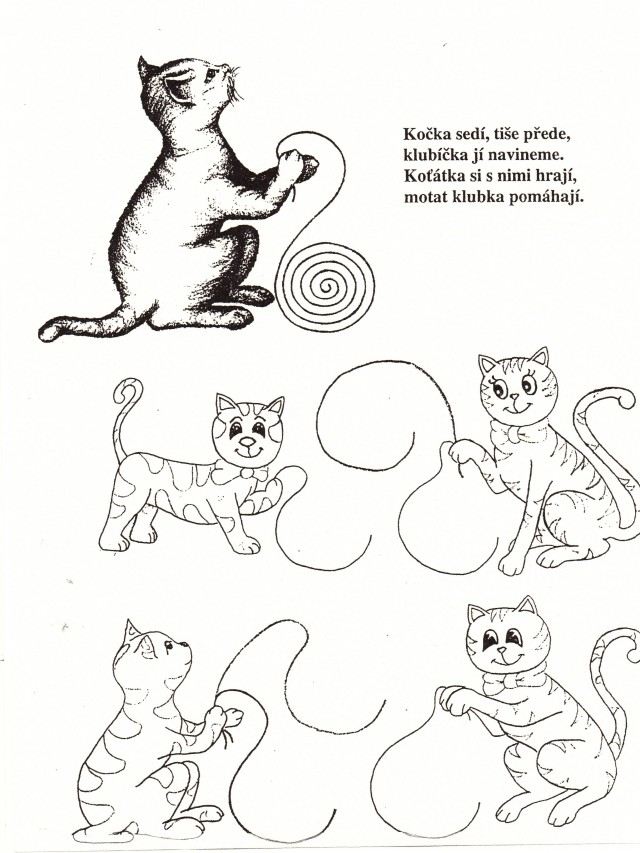 Kočka sedí, tiše přede,
klubíčka jí navineme.
Koťátka si s nimi hrají,
motat klubka pomáhají.